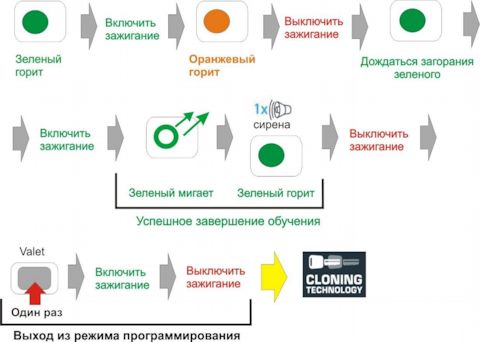 Зеленый
горит
Включить
зажигание
Оранжевый
горит
Выключить
зажигание
Дождаться загорания
зеленого
Включить
зажигание
Зеленый мигает
1x
сирена
Зеленый горит
Успешное завершение обучения
Выключить
зажигание
Valet
Один раз
Включить
зажигание
Выключить
зажигание
Выход из режима программирования
CLONING
TECHNOLOGY